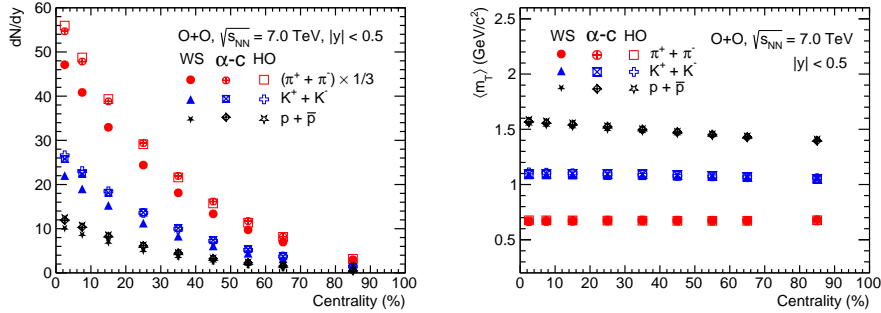 dN/dy
60
50
40
30
20
10
0
O+O, √s_NN = 7.0 TeV, |y| < 0.5
WS α-c HO
(π⁺ + π⁻) × 1/3
K⁺ + K⁻
p + p̅
0 10 20 30 40 50 60 70 80 90 100
Centrality (%)
⟨m_T⟩ (GeV/c²)
2.5
2
1.5
1
0.5
WS α-c HO
π⁺ + π⁻
K⁺ + K⁻
p + p̅
O+O, √s_NN = 7.0 TeV
|y| < 0.5
0 10 20 30 40 50 60 70 80 90 100
Centrality (%)